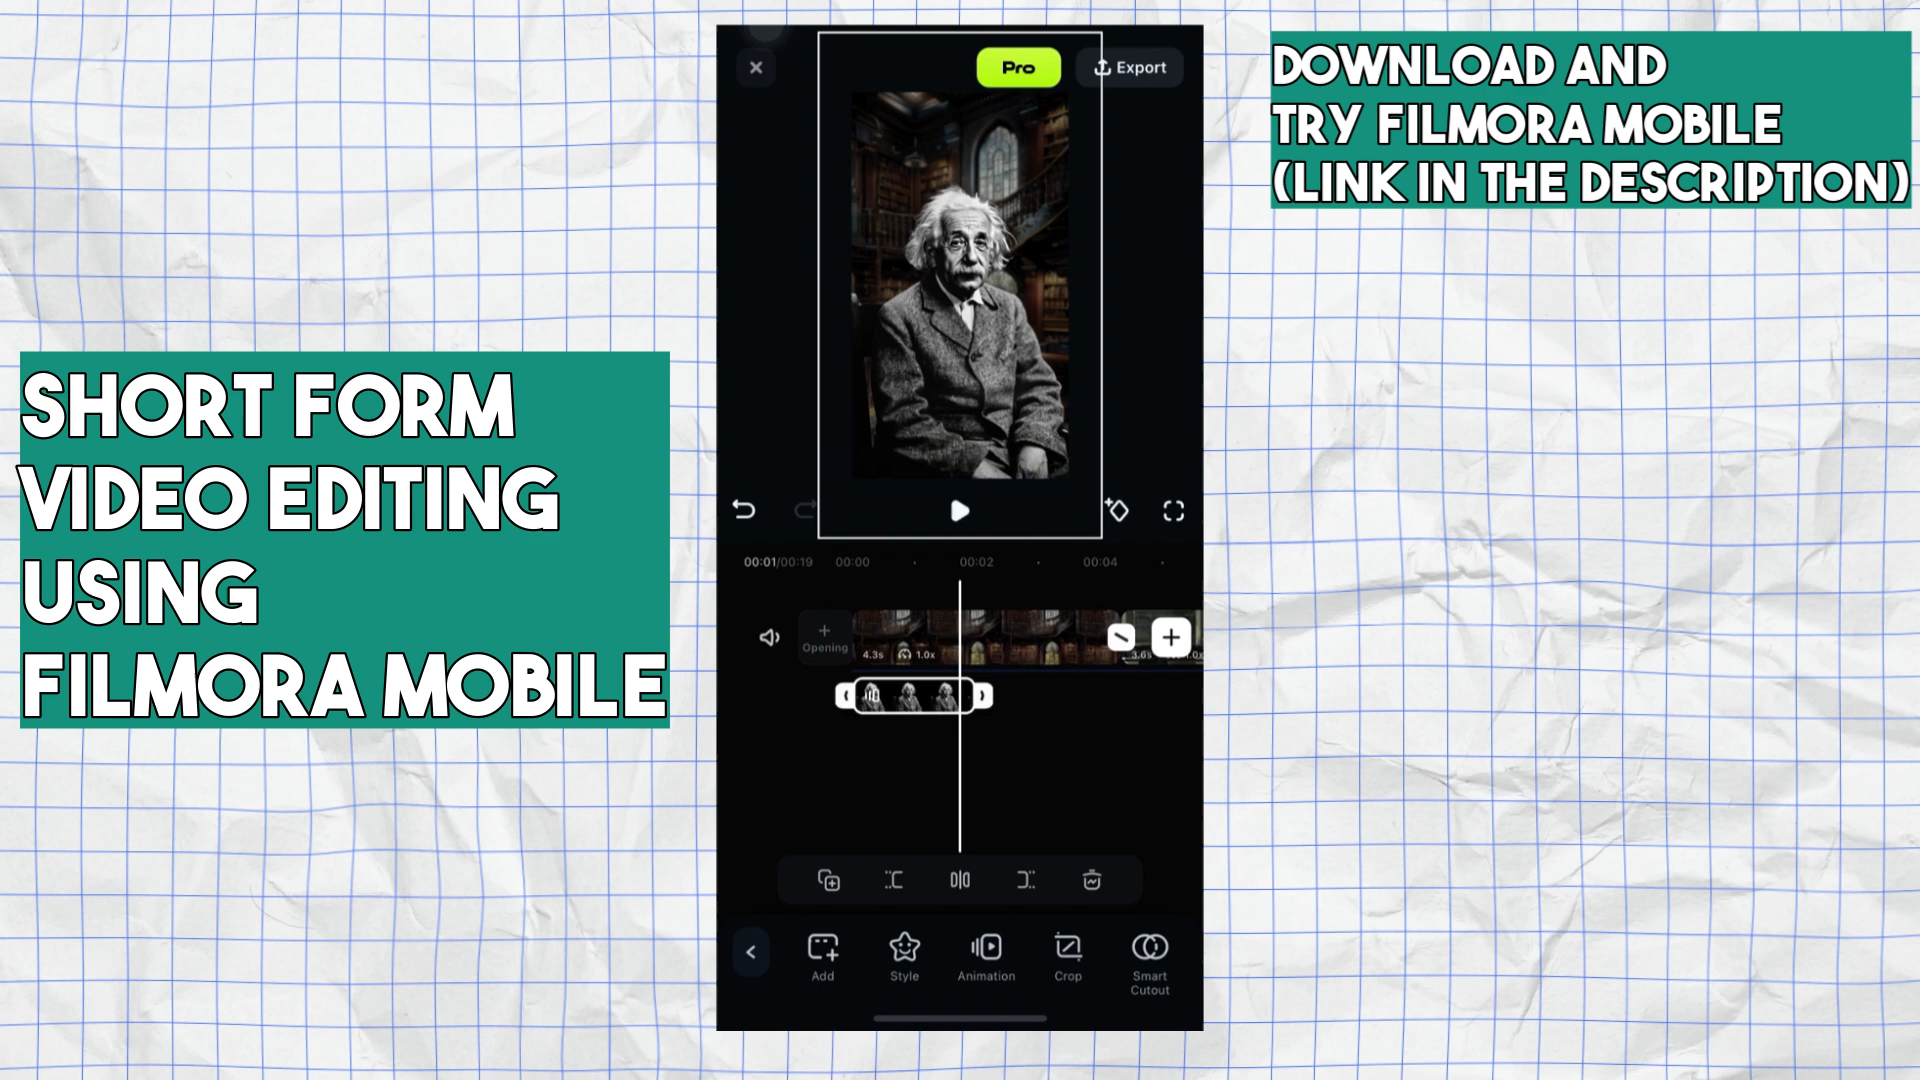 DOWNLOAD AND
TRY FILMORA MOBILE
(LINK IN THE DESCRIPTION)
SHORT FORM
VIDEO EDITING
USING
FILMORA MOBILE
Pro
Export
00:01/00:19 00:00 00:02 00:04
Opening
4.3s 1.0x 3.6s
Add Style Animation Crop Smart Cutout